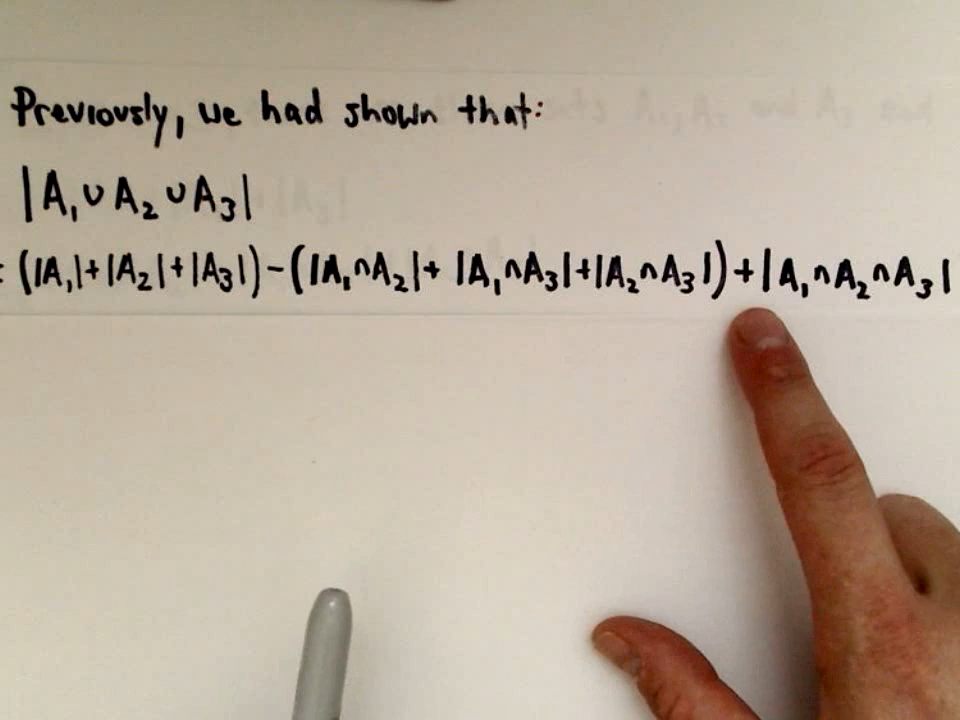 Previously, we had shown that:
|A₁∪A₂∪A₃|
= (|A₁|+|A₂|+|A₃|)-(|A₁∩A₂|+ |A₁∩A₃|+|A₂∩A₃|)+|A₁∩A₂∩A₃|